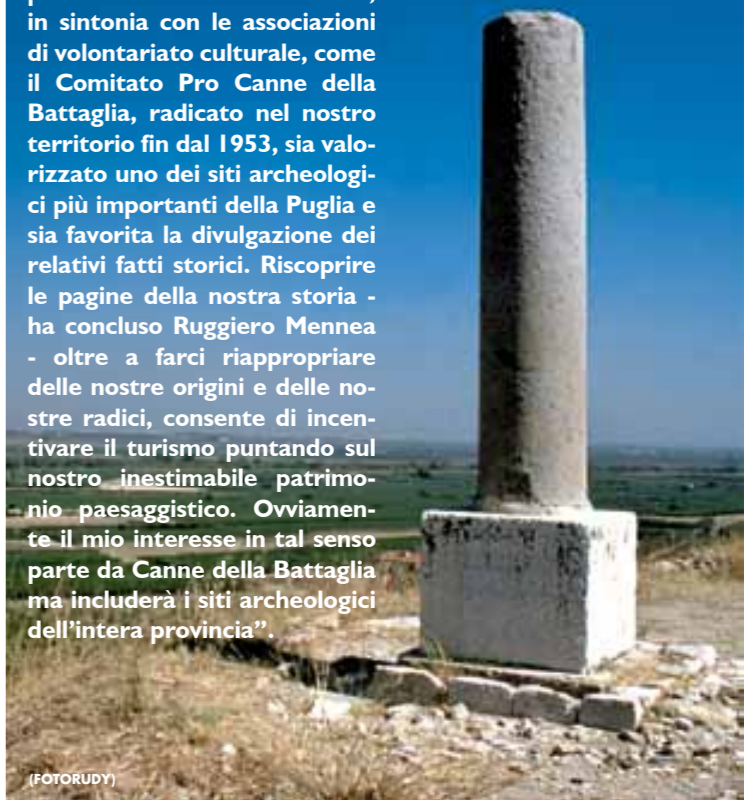 in sintonia con le associazioni
di volontariato culturale, come
il Comitato Pro Canne della
Battaglia, radicato nel nostro
territorio fin dal 1953, sia valo-
rizzato uno dei siti archeologi-
ci più importanti della Puglia e
sia favorita la divulgazione dei
relativi fatti storici. Riscoprire
le pagine della nostra storia -
ha concluso Ruggiero Mennea
- oltre a farci riappropriare
delle nostre origini e delle no-
stre radici, consente di incen-
tivare il turismo puntando sul
nostro inestimabile patrimo-
nio paesaggistico. Ovviamen-
te il mio interesse in tal senso
parte da Canne della Battaglia
ma includerà i siti archeologici
dell'intera provincia”.
(FOTORUDY)